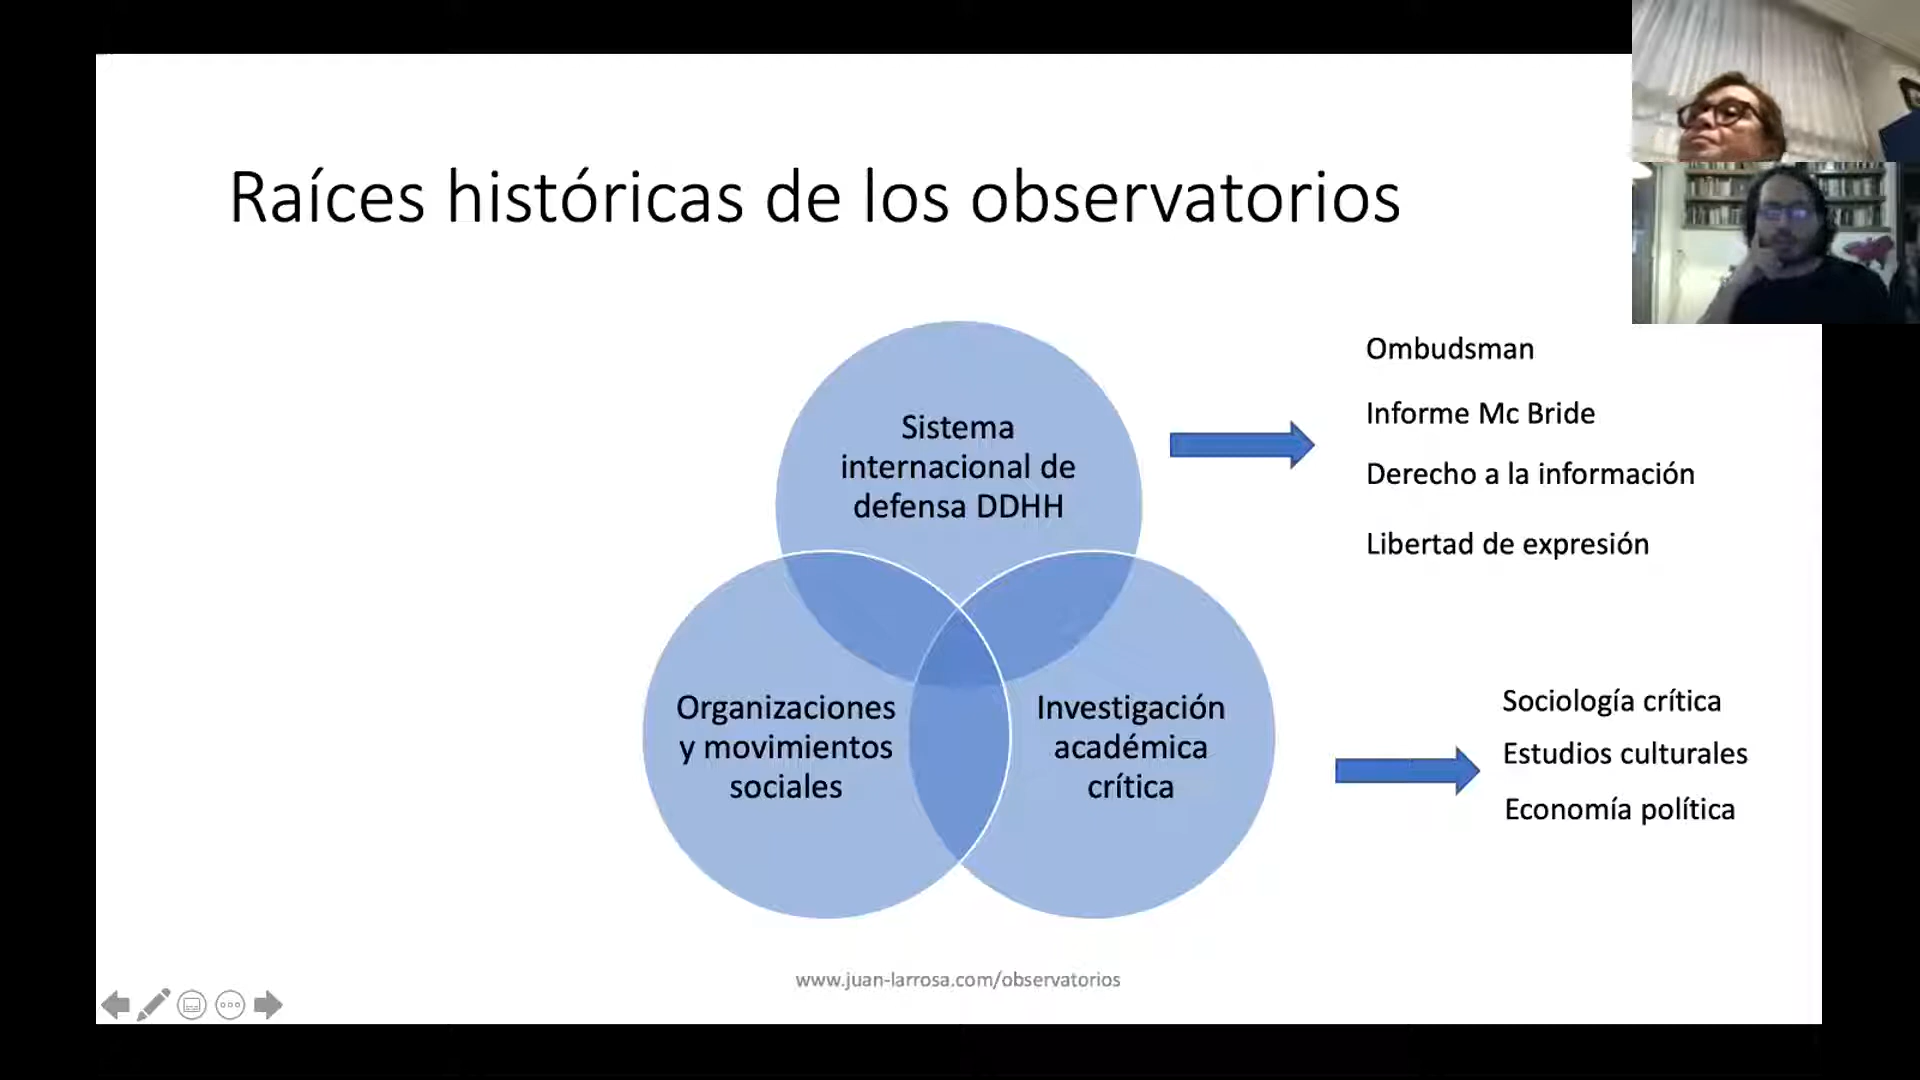 Raíces históricas de los observatorios
Sistema
internacional de
defensa DDHH
Ombudsman
Informe Mc Bride
Derecho a la información
Libertad de expresión
Organizaciones
y movimientos
sociales
Investigación
académica
crítica
Sociología crítica
Estudios culturales
Economía política
www.juan-larrosa.com/observatorios